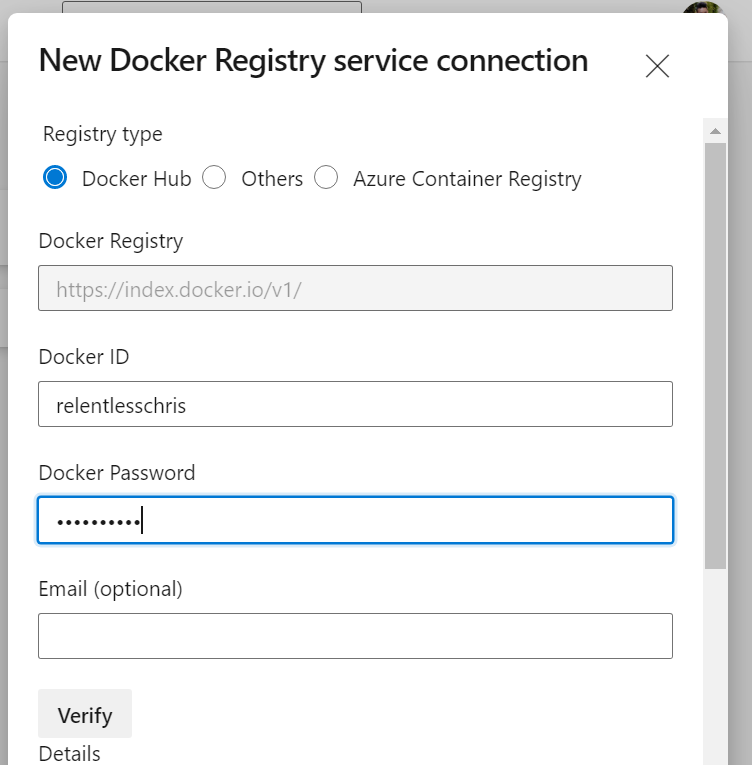 New Docker Registry service connection
Registry type
Docker Hub Others Azure Container Registry
Docker Registry
https://index.docker.io/v1/
Docker ID
relentlesschris
Docker Password
••••••••••
Email (optional)
Verify
Details